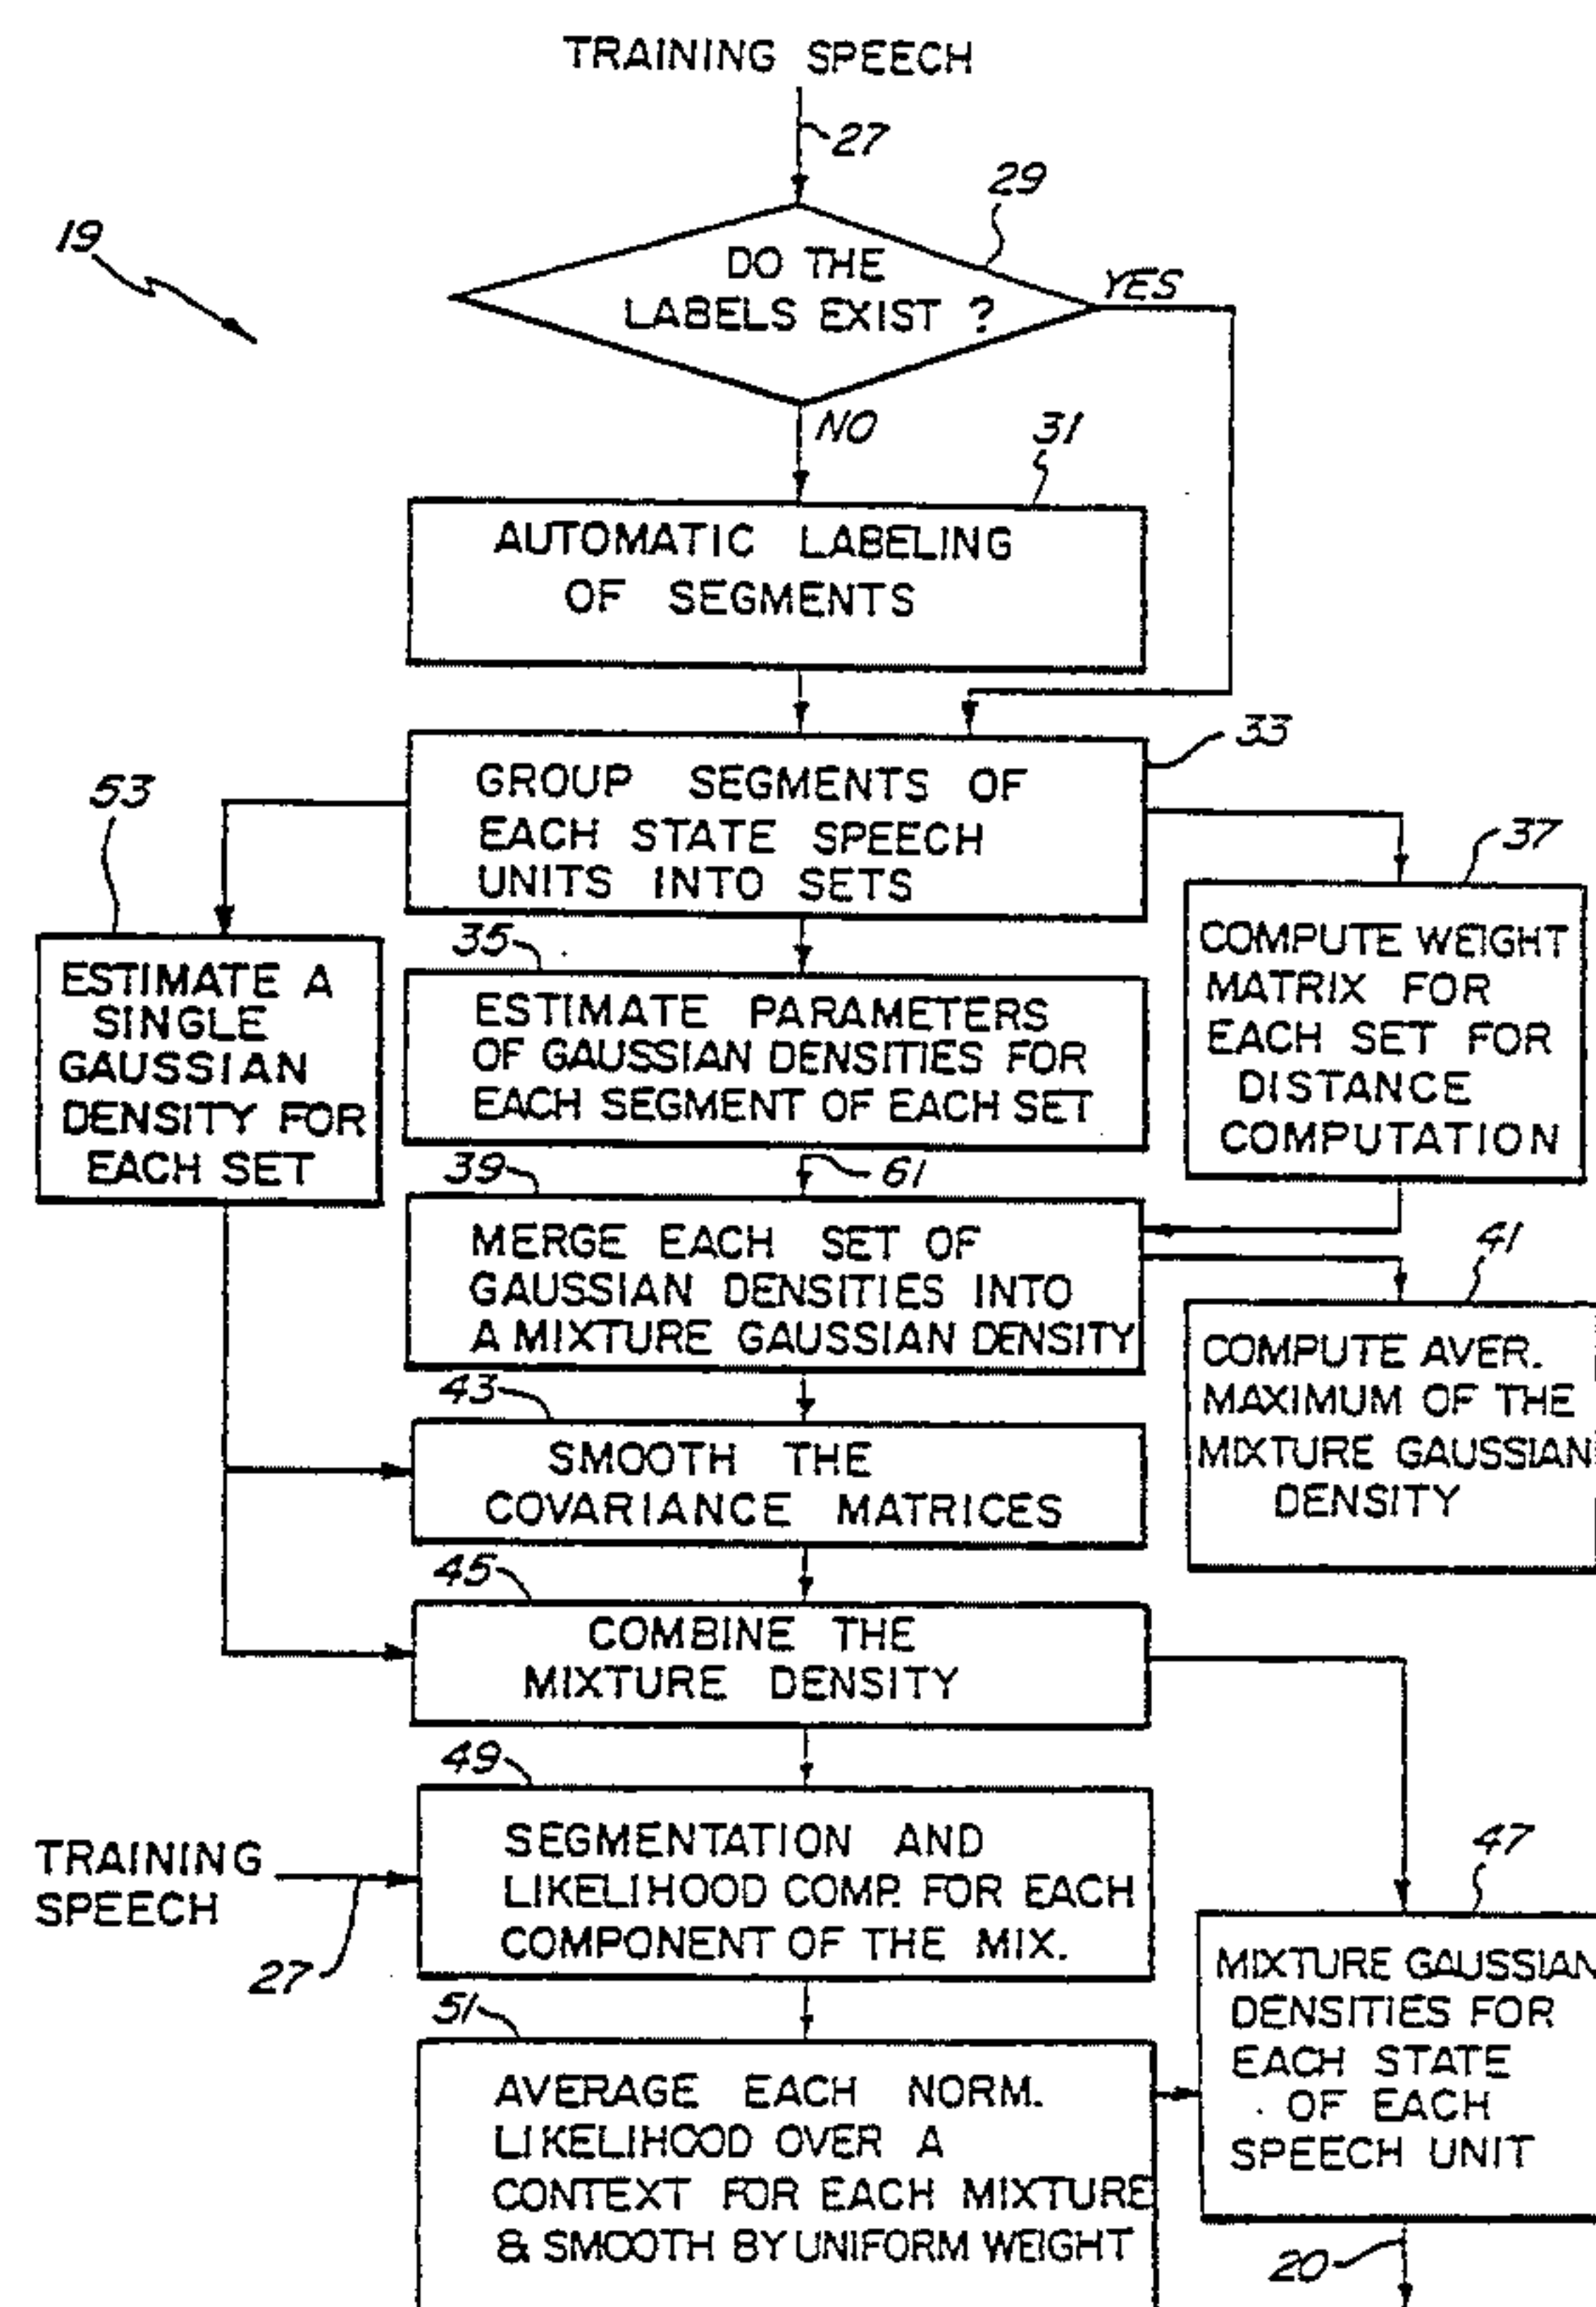 TRAINING SPEECH
27
29
19
DO THE
LABELS EXIST ?
YES
NO
31
AUTOMATIC LABELING
OF SEGMENTS
33
GROUP SEGMENTS OF
EACH STATE SPEECH
UNITS INTO SETS
53
37
ESTIMATE A
SINGLE
GAUSSIAN
DENSITY FOR
EACH SET
35
ESTIMATE PARAMETERS
OF GAUSSIAN DENSITIES FOR
EACH SEGMENT OF EACH SET
COMPUTE WEIGHT
MATRIX FOR
EACH SET FOR
DISTANCE
COMPUTATION
39
61
MERGE EACH SET OF
GAUSSIAN DENSITIES INTO
A MIXTURE GAUSSIAN DENSITY
41
COMPUTE AVER.
MAXIMUM OF THE
MIXTURE GAUSSIAN
DENSITY
43
SMOOTH THE
COVARIANCE MATRICES
45
COMBINE THE
MIXTURE DENSITY
49
TRAINING
SPEECH
27
SEGMENTATION AND
LIKELIHOOD COMP. FOR EACH
COMPONENT OF THE MIX.
47
MIXTURE GAUSSIAN
DENSITIES FOR
EACH STATE
OF EACH
SPEECH UNIT
51
AVERAGE EACH NORM.
LIKELIHOOD OVER A
CONTEXT FOR EACH MIXTURE
& SMOOTH BY UNIFORM WEIGHT
20